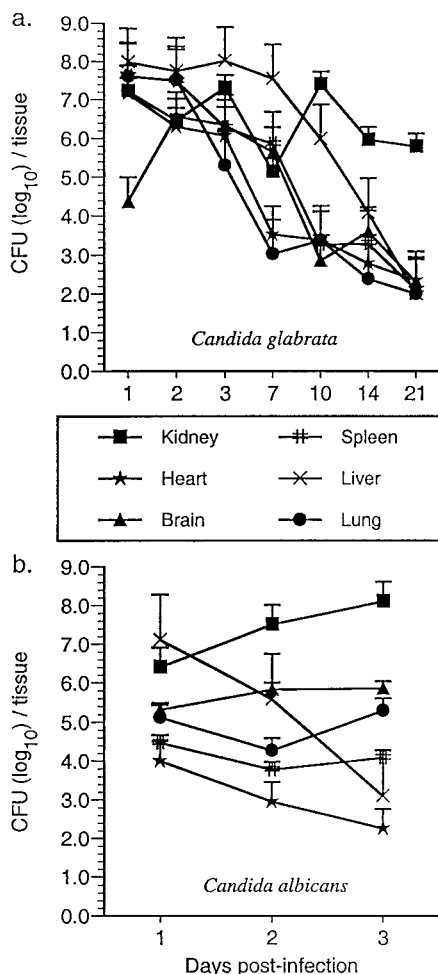 a.
CFU (log10) / tissue
9.0
8.0
7.0
6.0
5.0
4.0
3.0
2.0
1.0
0.0
Candida glabrata
1 2 3 7 10 14 21
Kidney Spleen
Heart Liver
Brain Lung
b.
CFU (log10) / tissue
9.0
8.0
7.0
6.0
5.0
4.0
3.0
2.0
1.0
0.0
Candida albicans
1 2 3
Days post-infection